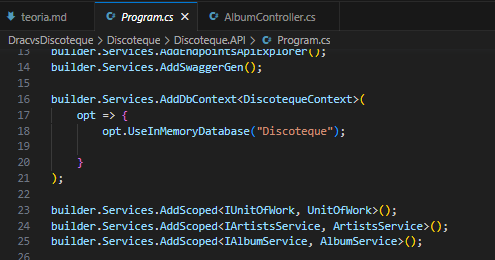 teoria.md Program.cs AlbumController.cs
DracvsDiscoteque > Discoteque > Discoteque.API > Program.cs
13 builder.Services.AddEndpointsApiExplorer();
14 builder.Services.AddSwaggerGen();
15
16 builder.Services.AddDbContext<DiscotequeContext>(
17     opt => {
18         opt.UseInMemoryDatabase("Discoteque");
19
20     }
21 );
22
23 builder.Services.AddScoped<IUnitOfWork, UnitOfWork>();
24 builder.Services.AddScoped<IArtistsService, ArtistsService>();
25 builder.Services.AddScoped<IAlbumService, AlbumService>();
26